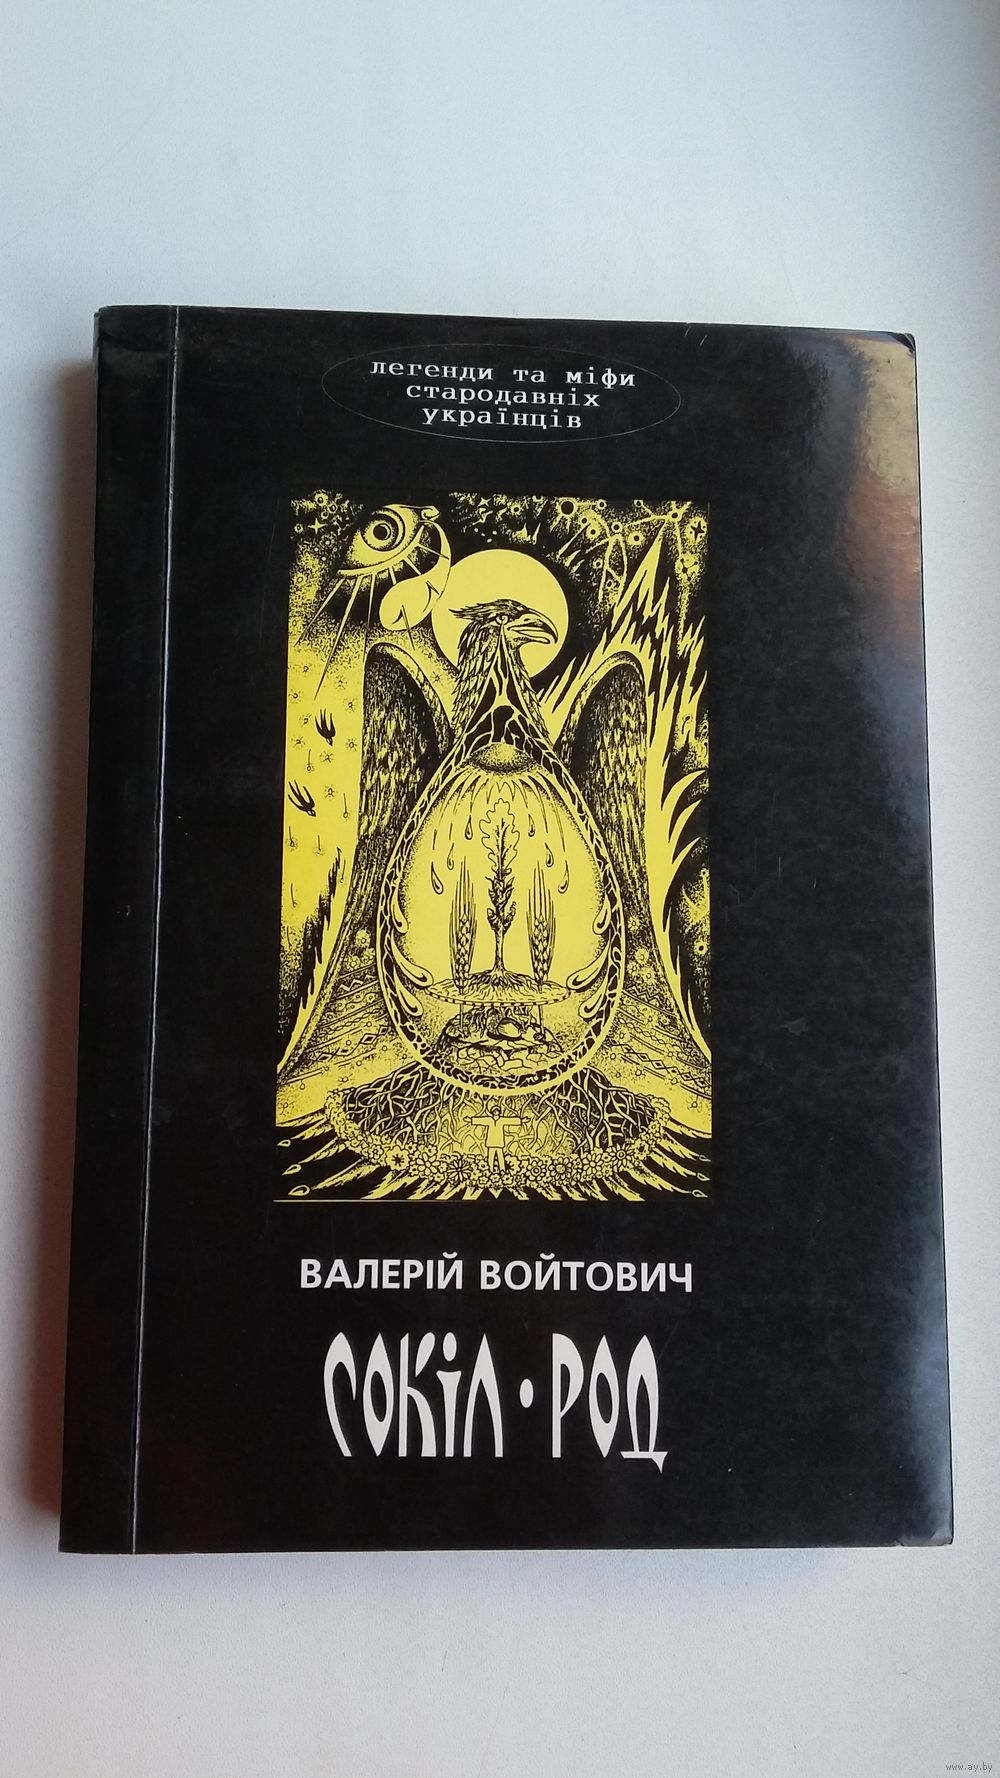 легенди та міфи
стародавніх
українців
ВАЛЕРІЙ ВОЙТОВИЧ
СОКІЛ • РОД
www.ay.by